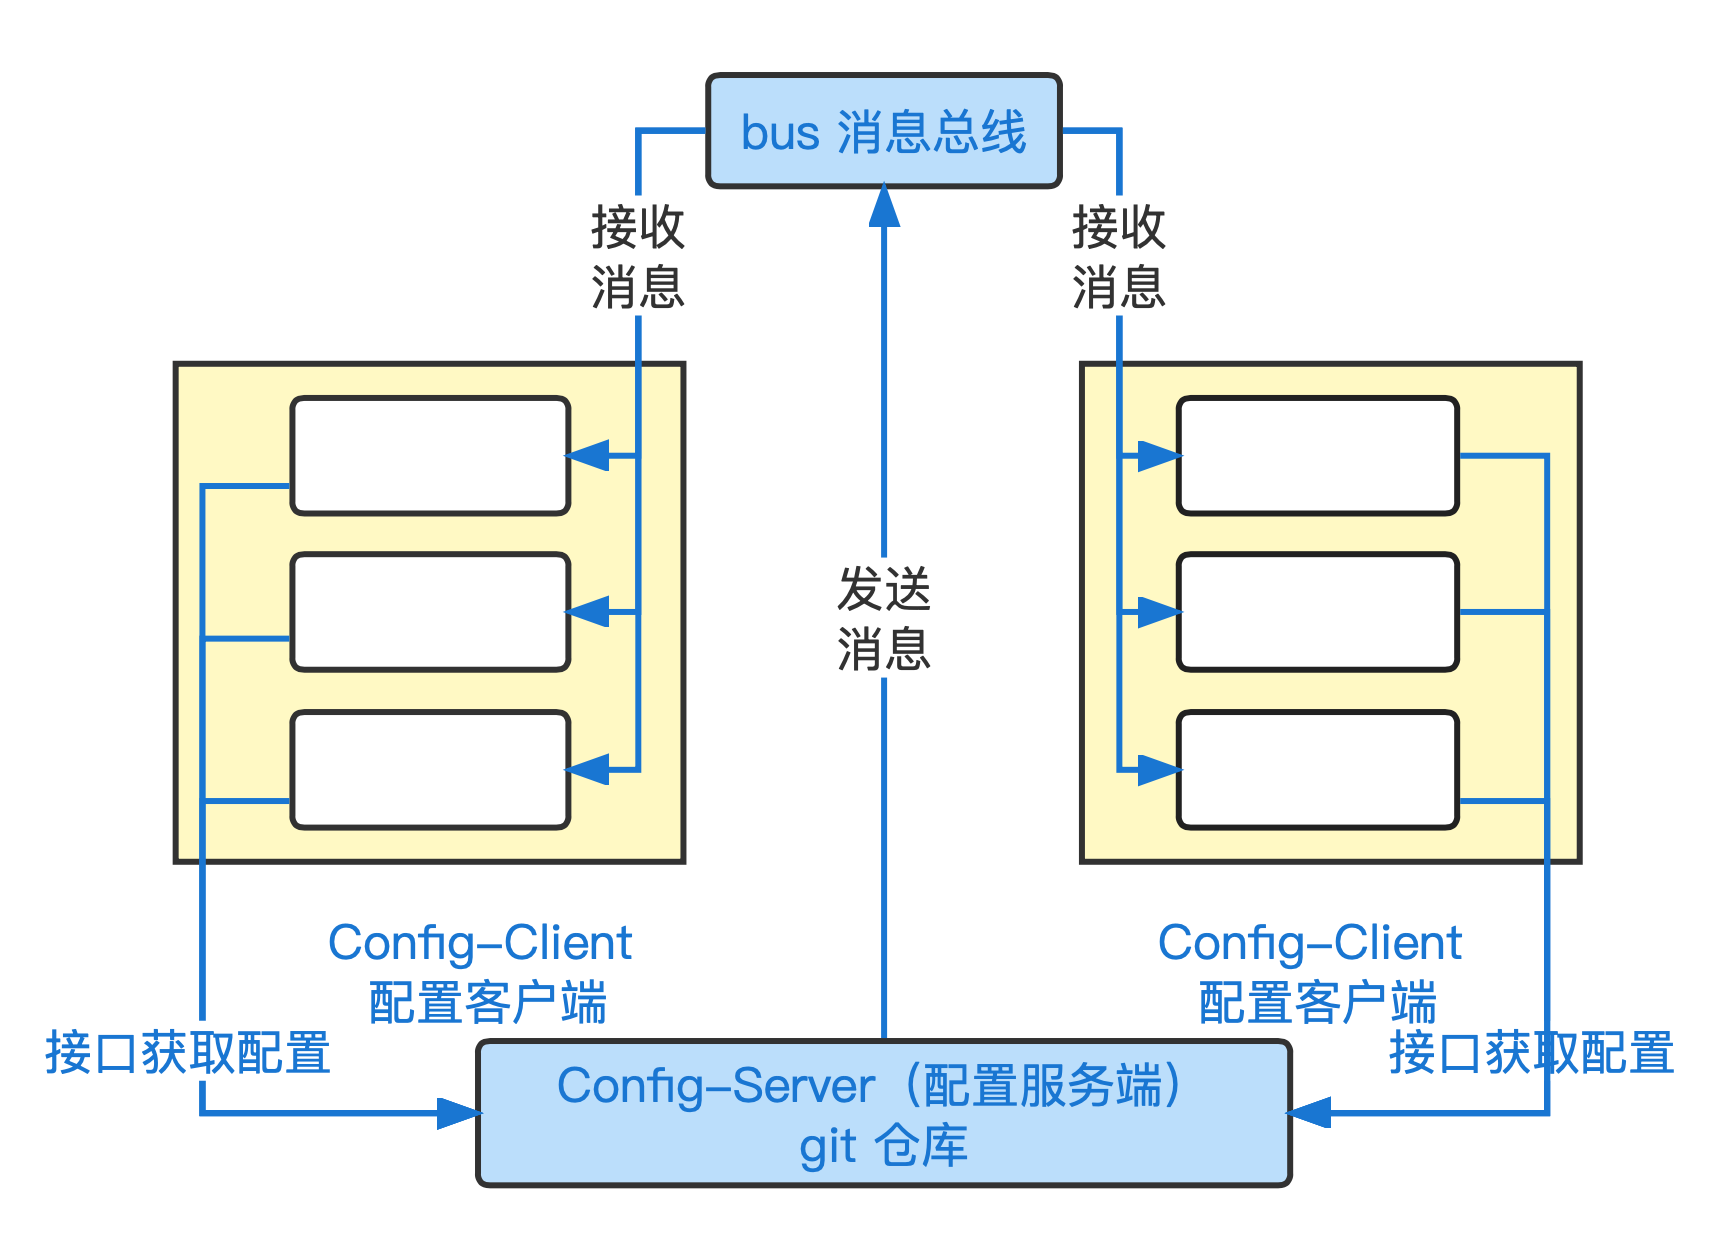 bus 消息总线
接收
消息
接收
消息
发送
消息
Config-Client
配置客户端
Config-Client
配置客户端
接口获取配置
接口获取配置
Config-Server（配置服务端）
git 仓库